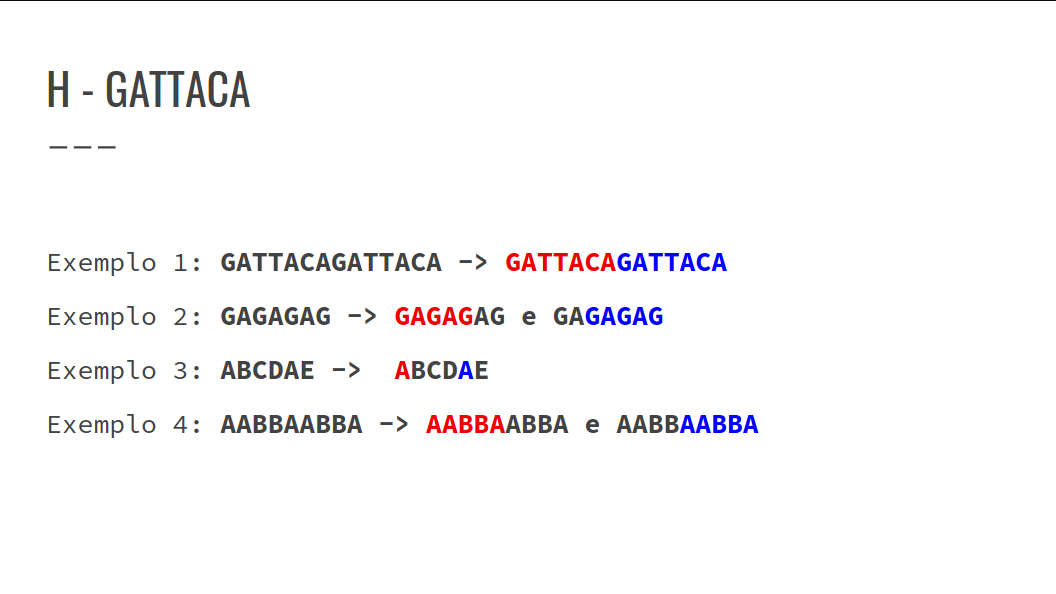 H - GATTACA
---
Exemplo 1: GATTACAGATTACA -> GATTACAGATTACA
Exemplo 2: GAGAGAG -> GAGAGAG e GAGAGAG
Exemplo 3: ABCDAE -> ABCDAE
Exemplo 4: AABBAABBA -> AABBAABBA e AABBAABBA